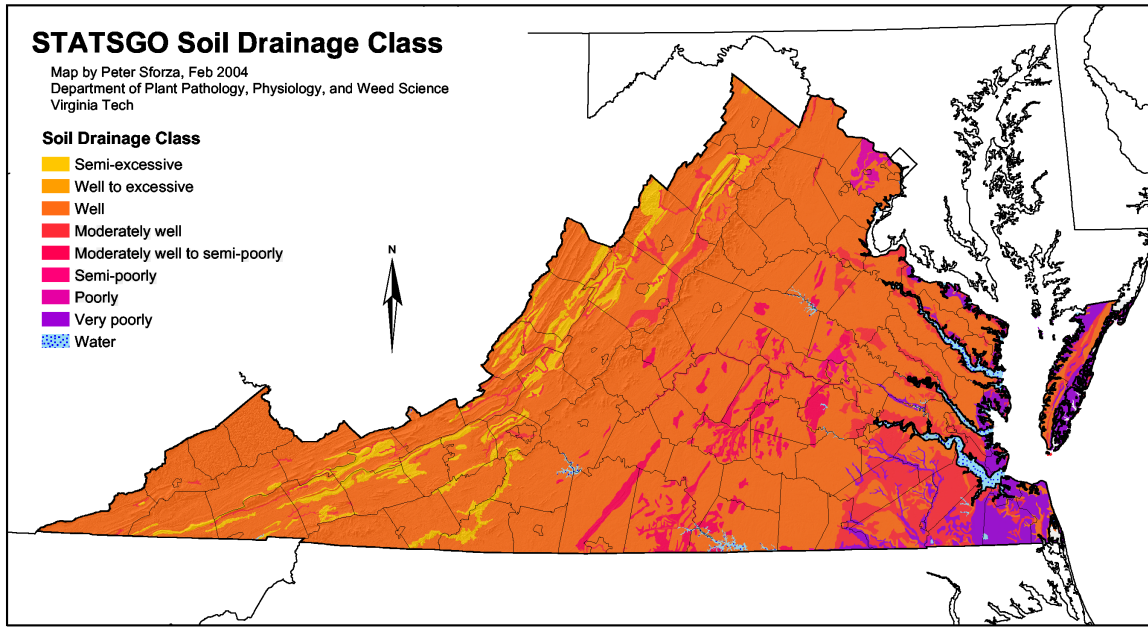 STATSGO Soil Drainage Class
Map by Peter Sforza, Feb 2004
Department of Plant Pathology, Physiology, and Weed Science
Virginia Tech
Soil Drainage Class
Semi-excessive
Well to excessive
Well
Moderately well
Moderately well to semi-poorly
Semi-poorly
Poorly
Very poorly
Water
N